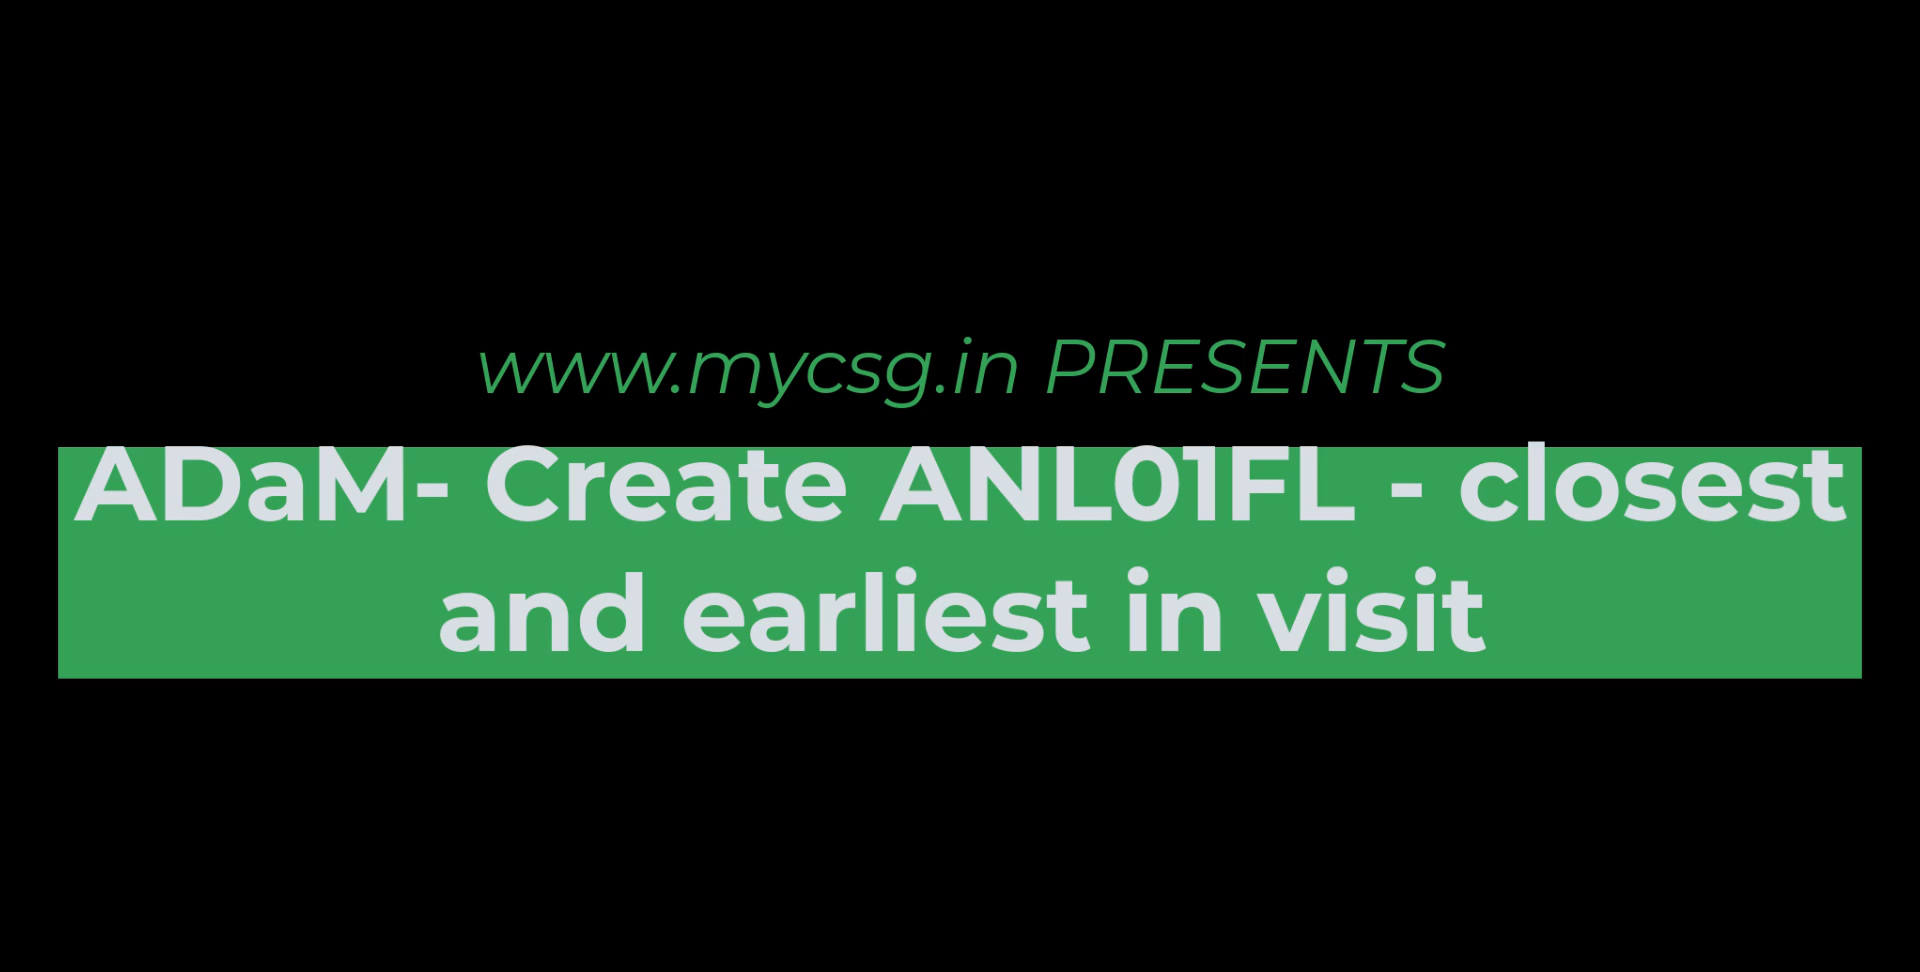 www.mycsg.in PRESENTS
ADaM- Create ANL01FL - closest
and earliest in visit